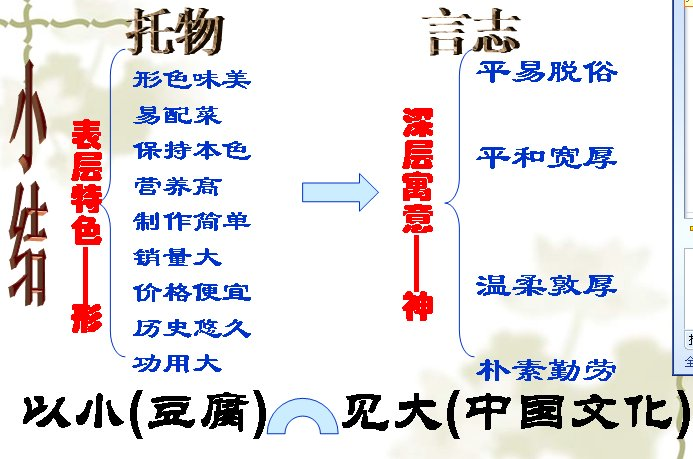 小结
托物
表层特色——形
形色味美
易配菜
保持本色
营养高
制作简单
销量大
价格便宜
历史悠久
功用大
言志
深层寓意——神
平易脱俗
平和宽厚
温柔敦厚
朴素勤劳
以小(豆腐) 见大(中国文化)